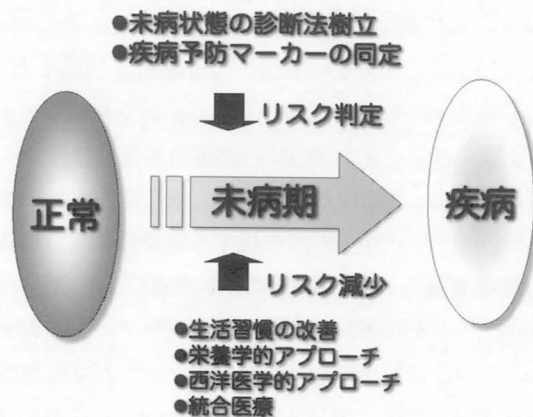 ●未病状態の診断法樹立
●疾病予防マーカーの同定
リスク判定
正常
未病期
疾病
リスク減少
●生活習慣の改善
●栄養学的アプローチ
●西洋医学的アプローチ
●統合医療